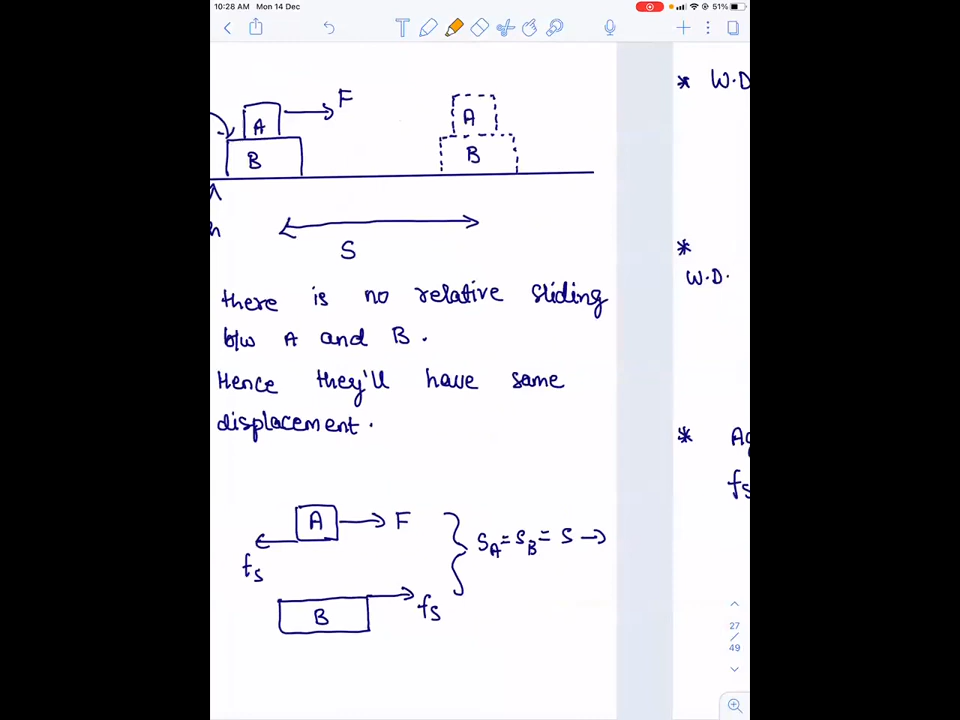 10:28 AM Mon 14 Dec
51%
T
* W.D
F
A
B
A
B
S
*
W.D.
there is no relative sliding
b/w A and B.
Hence they'll have same
displacement.
*
fs
A F
SA = SB = S →
fs
B
fs
27
/
49